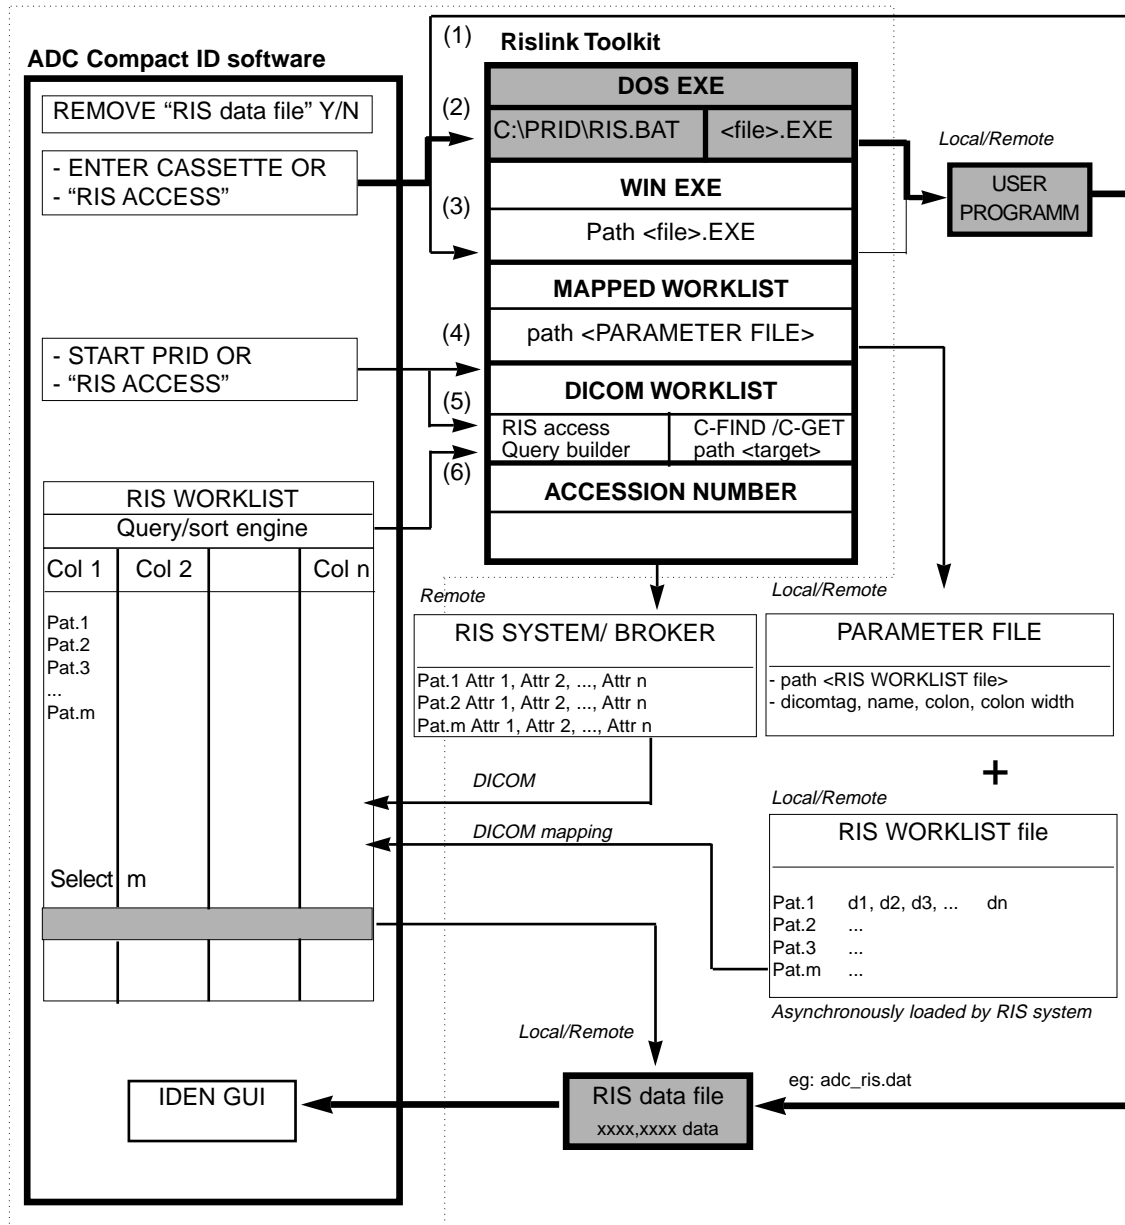 ADC Compact ID software
REMOVE “RIS data file” Y/N
- ENTER CASSETTE OR
- “RIS ACCESS”
- START PRID OR
- “RIS ACCESS”
RIS WORKLIST
Query/sort engine
Col 1 Col 2 Col n
Pat.1
Pat.2
Pat.3
...
Pat.m
Select m
IDEN GUI
(1)
(2)
(3)
(4)
(5)
(6)
Rislink Toolkit
DOS EXE
C:\PRID\RIS.BAT <file>.EXE
WIN EXE
Path <file>.EXE
MAPPED WORKLIST
path <PARAMETER FILE>
DICOM WORKLIST
RIS access C-FIND /C-GET
Query builder path <target>
ACCESSION NUMBER
Local/Remote
USER
PROGRAMM
Remote
RIS SYSTEM/ BROKER
Pat.1 Attr 1, Attr 2, ..., Attr n
Pat.2 Attr 1, Attr 2, ..., Attr n
Pat.m Attr 1, Attr 2, ..., Attr n
Local/Remote
PARAMETER FILE
- path <RIS WORKLIST file>
- dicomtag, name, colon, colon width
+
DICOM
DICOM mapping
Local/Remote
RIS WORKLIST file
Pat.1 d1, d2, d3, ... dn
Pat.2 ...
Pat.3 ...
Pat.m ...
Asynchronously loaded by RIS system
Local/Remote
RIS data file
xxxx,xxxx data
eg: adc_ris.dat